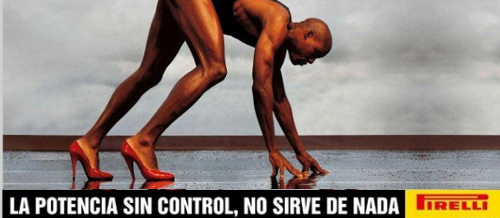 LA POTENCIA SIN CONTROL, NO SIRVE DE NADA
PIRELLI